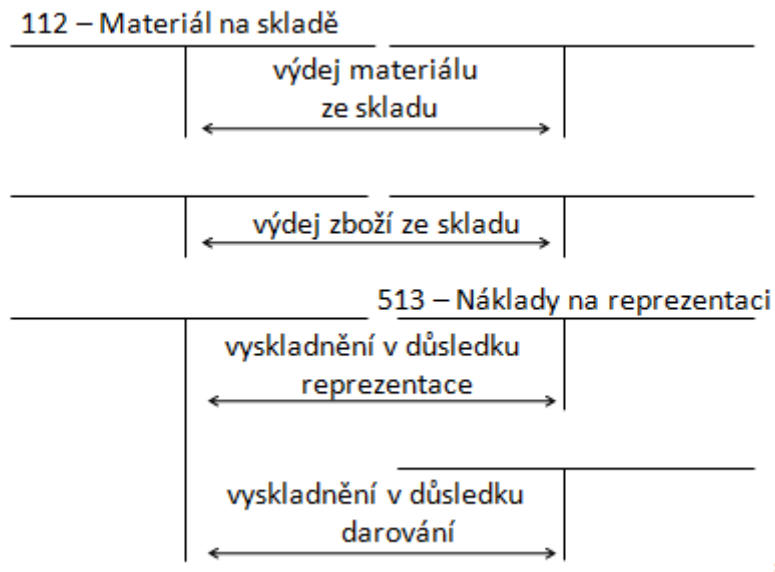 112 – Materiál na skladě
výdej materiálu
ze skladu
výdej zboží ze skladu
513 – Náklady na reprezentaci
vyskladnění v důsledku
reprezentace
vyskladnění v důsledku
darování